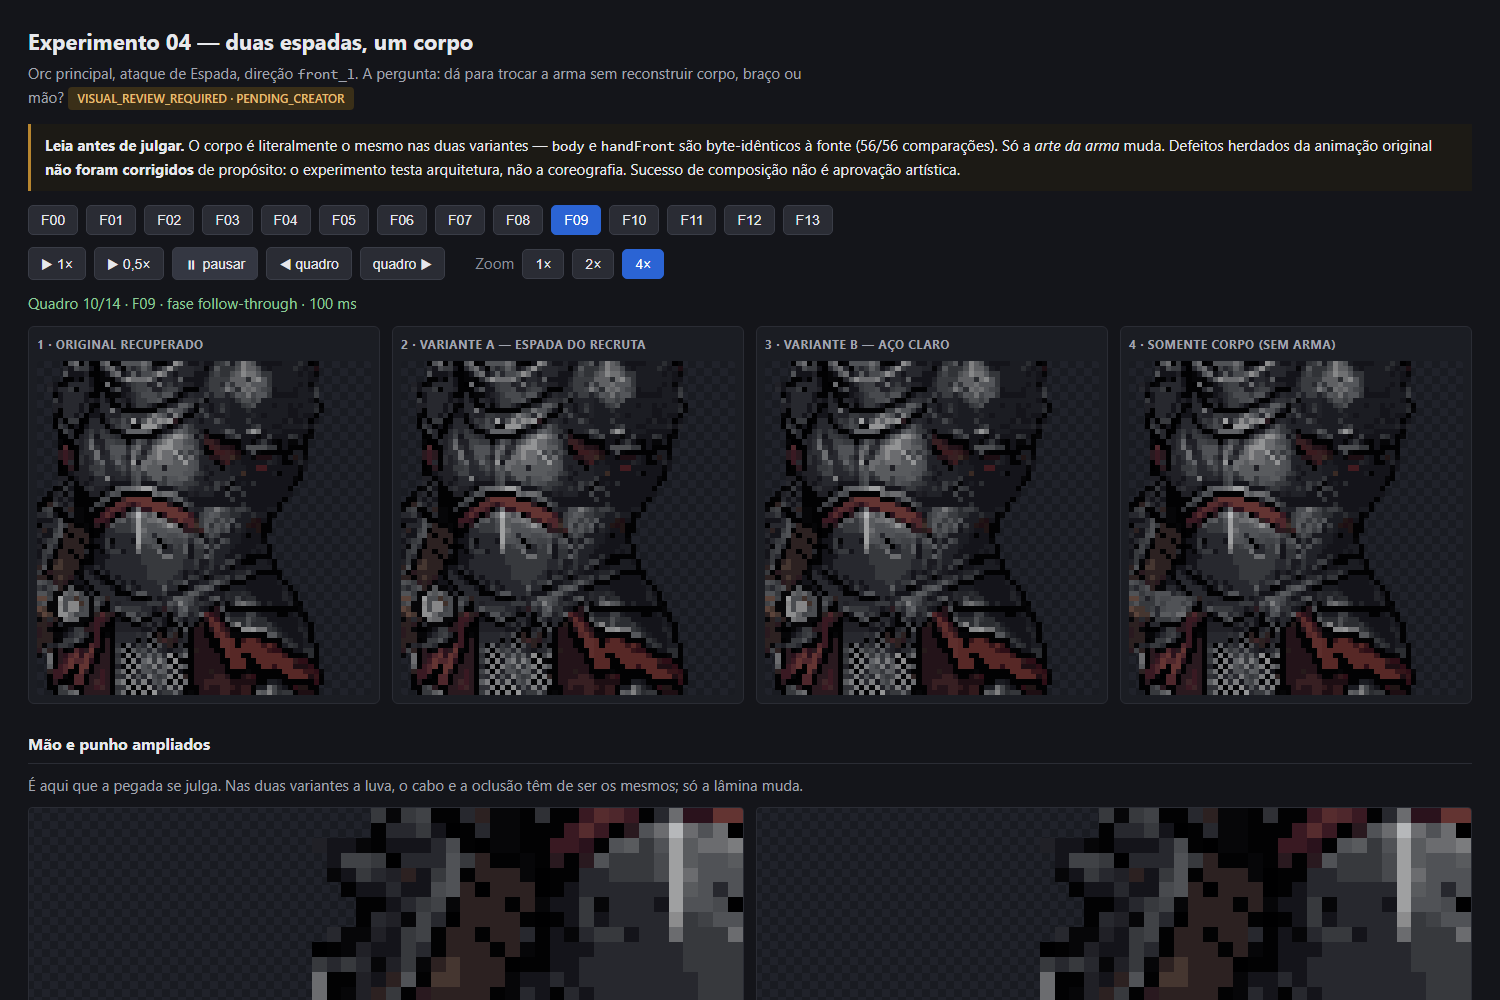 Experimento 04 — duas espadas, um corpo
Orc principal, ataque de Espada, direção front_l. A pergunta: dá para trocar a arma sem reconstruir corpo, braço ou
mão? VISUAL_REVIEW_REQUIRED · PENDING_CREATOR
Leia antes de julgar. O corpo é literalmente o mesmo nas duas variantes — body e handFront são byte-idênticos à fonte (56/56 comparações). Só a arte da arma muda. Defeitos herdados da animação original
não foram corrigidos de propósito: o experimento testa arquitetura, não a coreografia. Sucesso de composição não é aprovação artística.
F00 F01 F02 F03 F04 F05 F06 F07 F08 F09 F10 F11 F12 F13
▶ 1× ▶ 0,5× ⏸ pausar ◀ quadro quadro ▶ Zoom 1× 2× 4×
Quadro 10/14 · F09 · fase follow-through · 100 ms
1 · ORIGINAL RECUPERADO
2 · VARIANTE A — ESPADA DO RECRUTA
3 · VARIANTE B — AÇO CLARO
4 · SOMENTE CORPO (SEM ARMA)
Mão e punho ampliados
É aqui que a pegada se julga. Nas duas variantes a luva, o cabo e a oclusão têm de ser os mesmos; só a lâmina muda.